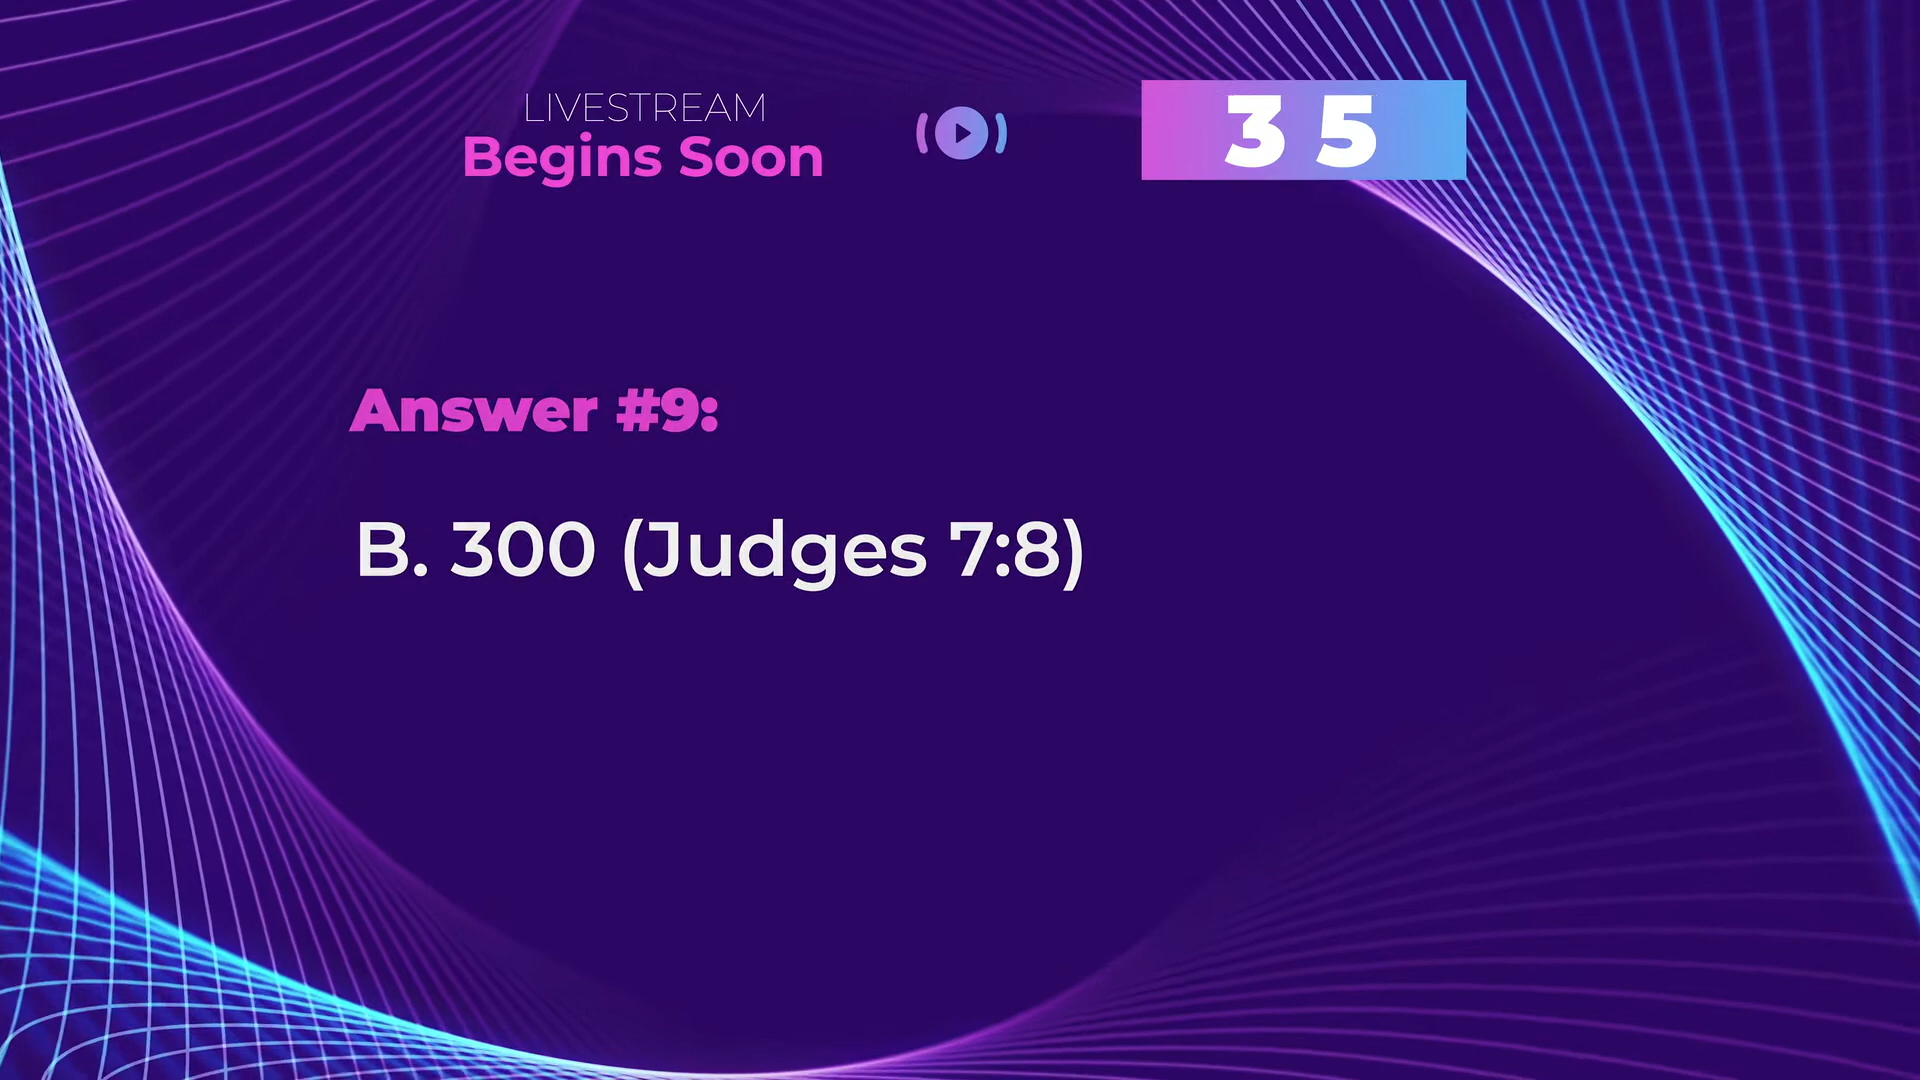 LIVESTREAM
Begins Soon
35
Answer #9:
B. 300 (Judges 7:8)